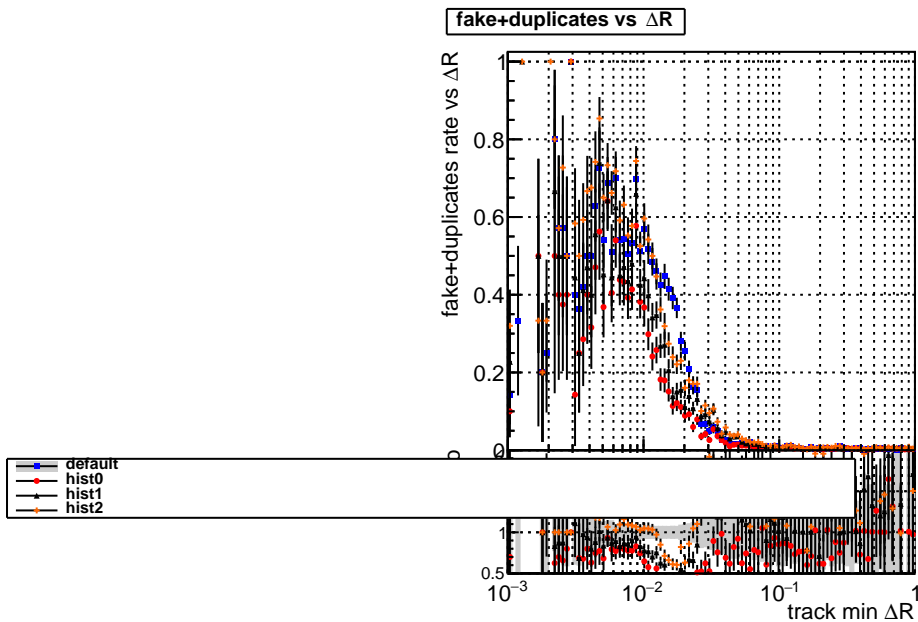 fake+duplicates vs ΔR
fake+duplicates rate vs ΔR
1
0.8
0.6
0.4
0.2
0
default
hist0
hist1
hist2
1
0.5
10⁻³
10⁻²
10⁻¹
1
track min ΔR